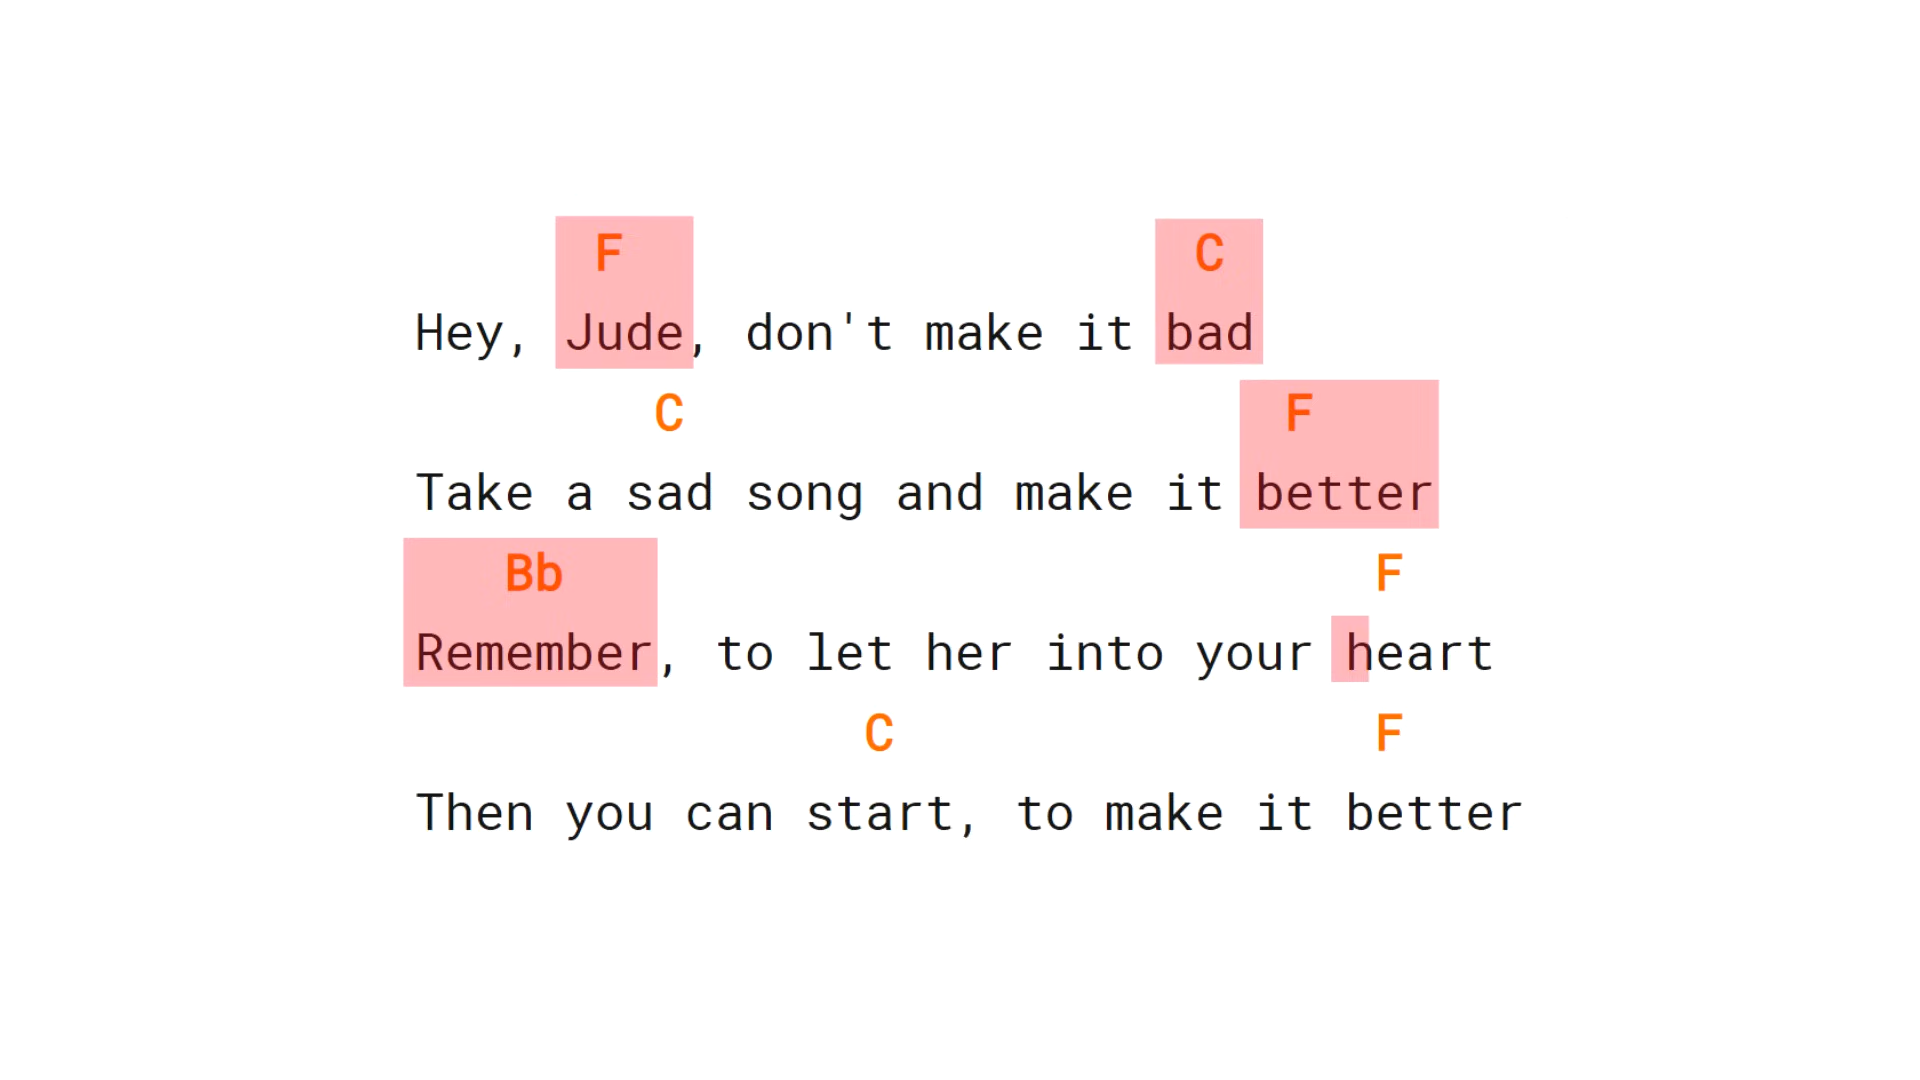 F C
Hey, Jude, don't make it bad
C F
Take a sad song and make it better
Bb F
Remember, to let her into your heart
C F
Then you can start, to make it better